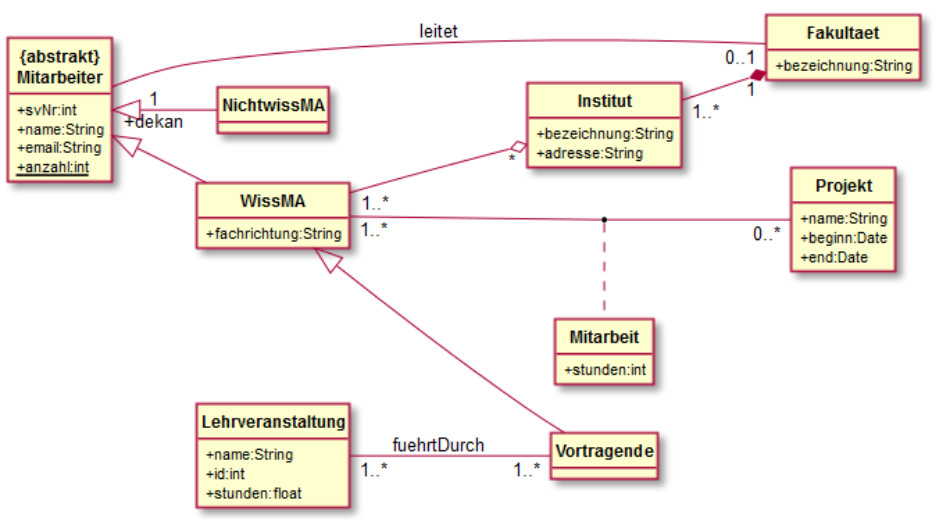 leitet
Fakultaet
+bezeichnung:String
0..1
1
{abstrakt}
Mitarbeiter
+svNr:int
+name:String
+email:String
+anzahl:int
1
+dekan
NichtwissMA
Institut
+bezeichnung:String
+adresse:String
1..*
*
WissMA
+fachrichtung:String
1..*
1..*
Projekt
+name:String
+beginn:Date
+end:Date
0..*
Mitarbeit
+stunden:int
Lehrveranstaltung
+name:String
+id:int
+stunden:float
fuehrtDurch
1..*
1..*
Vortragende